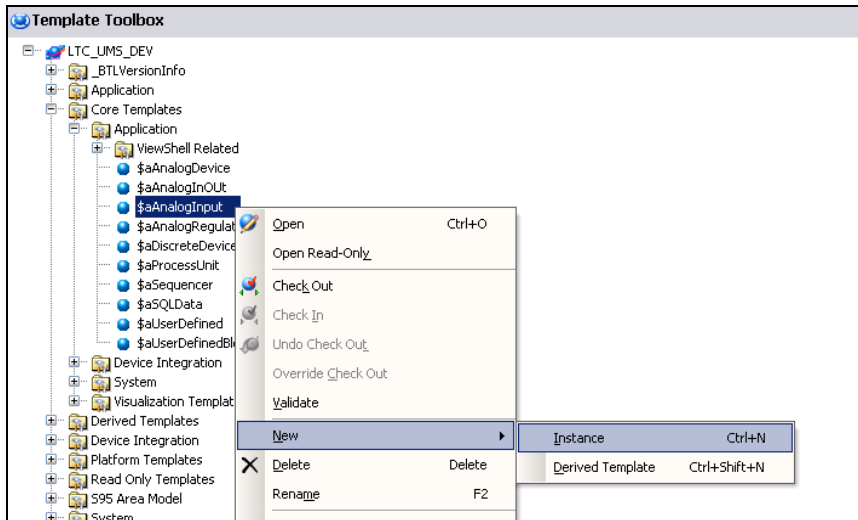 Template Toolbox
LTC_UMS_DEV
_BTLVersionInfo
Application
Core Templates
Application
ViewShell Related
$aAnalogDevice
$aAnalogInOUt
$aAnalogInput
$aAnalogRegulat
$aDiscreteDevice
$aProcessUnit
$aSequencer
$aSQLData
$aUserDefined
$aUserDefinedBl
Device Integration
System
Visualization Templat
Derived Templates
Device Integration
Platform Templates
Read Only Templates
S95 Area Model
System
Open Ctrl+O
Open Read-Only
Check Out
Check In
Undo Check Out
Override Check Out
Validate
New
Delete Delete
Rename F2
Instance Ctrl+N
Derived Template Ctrl+Shift+N